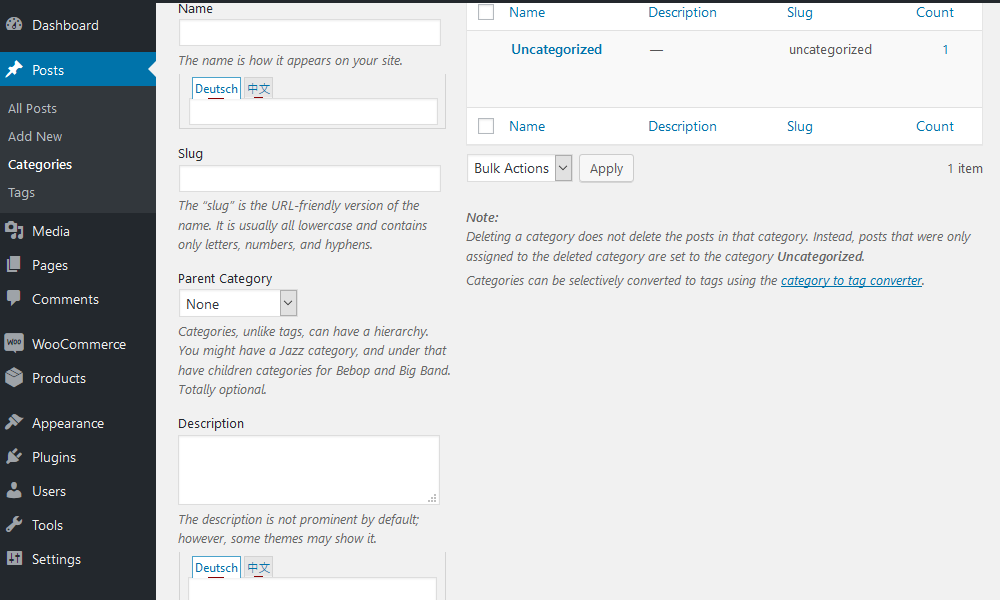 Dashboard
Posts
All Posts
Add New
Categories
Tags
Media
Pages
Comments
WOO WooCommerce
Products
Appearance
Plugins
Users
Tools
Settings
Name
The name is how it appears on your site.
Deutsch 中文
Slug
The “slug” is the URL-friendly version of the
name. It is usually all lowercase and contains
only letters, numbers, and hyphens.
Parent Category
None
Categories, unlike tags, can have a hierarchy.
You might have a Jazz category, and under that
have children categories for Bebop and Big Band.
Totally optional.
Description
The description is not prominent by default;
however, some themes may show it.
Deutsch 中文
Name Description Slug Count
Uncategorized — uncategorized 1
Name Description Slug Count
Bulk Actions Apply 1 item
Note:
Deleting a category does not delete the posts in that category. Instead, posts that were only
assigned to the deleted category are set to the category Uncategorized.
Categories can be selectively converted to tags using the category to tag converter.